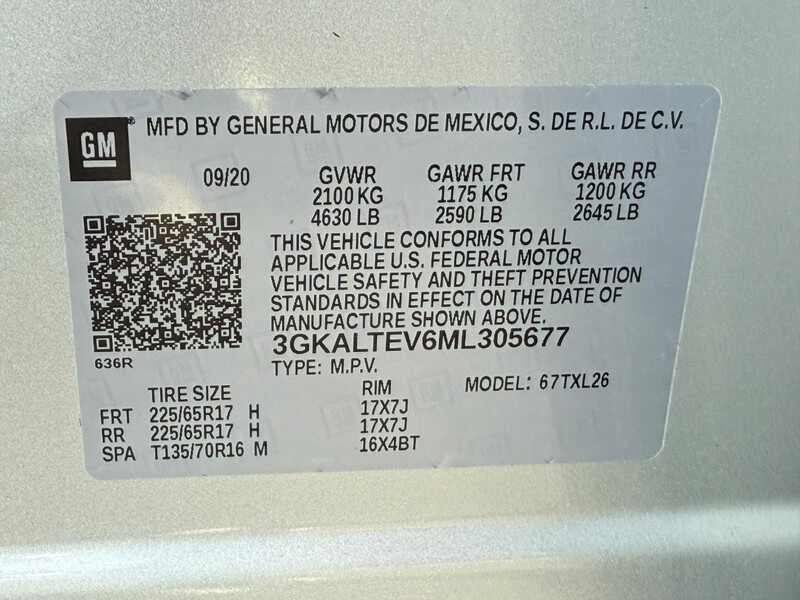 GM MFD BY GENERAL MOTORS DE MEXICO, S. DE R.L. DE C.V.
09/20 GVWR GAWR FRT GAWR RR
2100 KG 1175 KG 1200 KG
4630 LB 2590 LB 2645 LB
THIS VEHICLE CONFORMS TO ALL
APPLICABLE U.S. FEDERAL MOTOR
VEHICLE SAFETY AND THEFT PREVENTION
STANDARDS IN EFFECT ON THE DATE OF
MANUFACTURE SHOWN ABOVE.
3GKALTEV6ML305677
636R
TYPE: M.P.V. MODEL: 67TXL26
TIRE SIZE RIM
FRT 225/65R17 H 17X7J
RR 225/65R17 H 17X7J
SPA T135/70R16 M 16X4BT